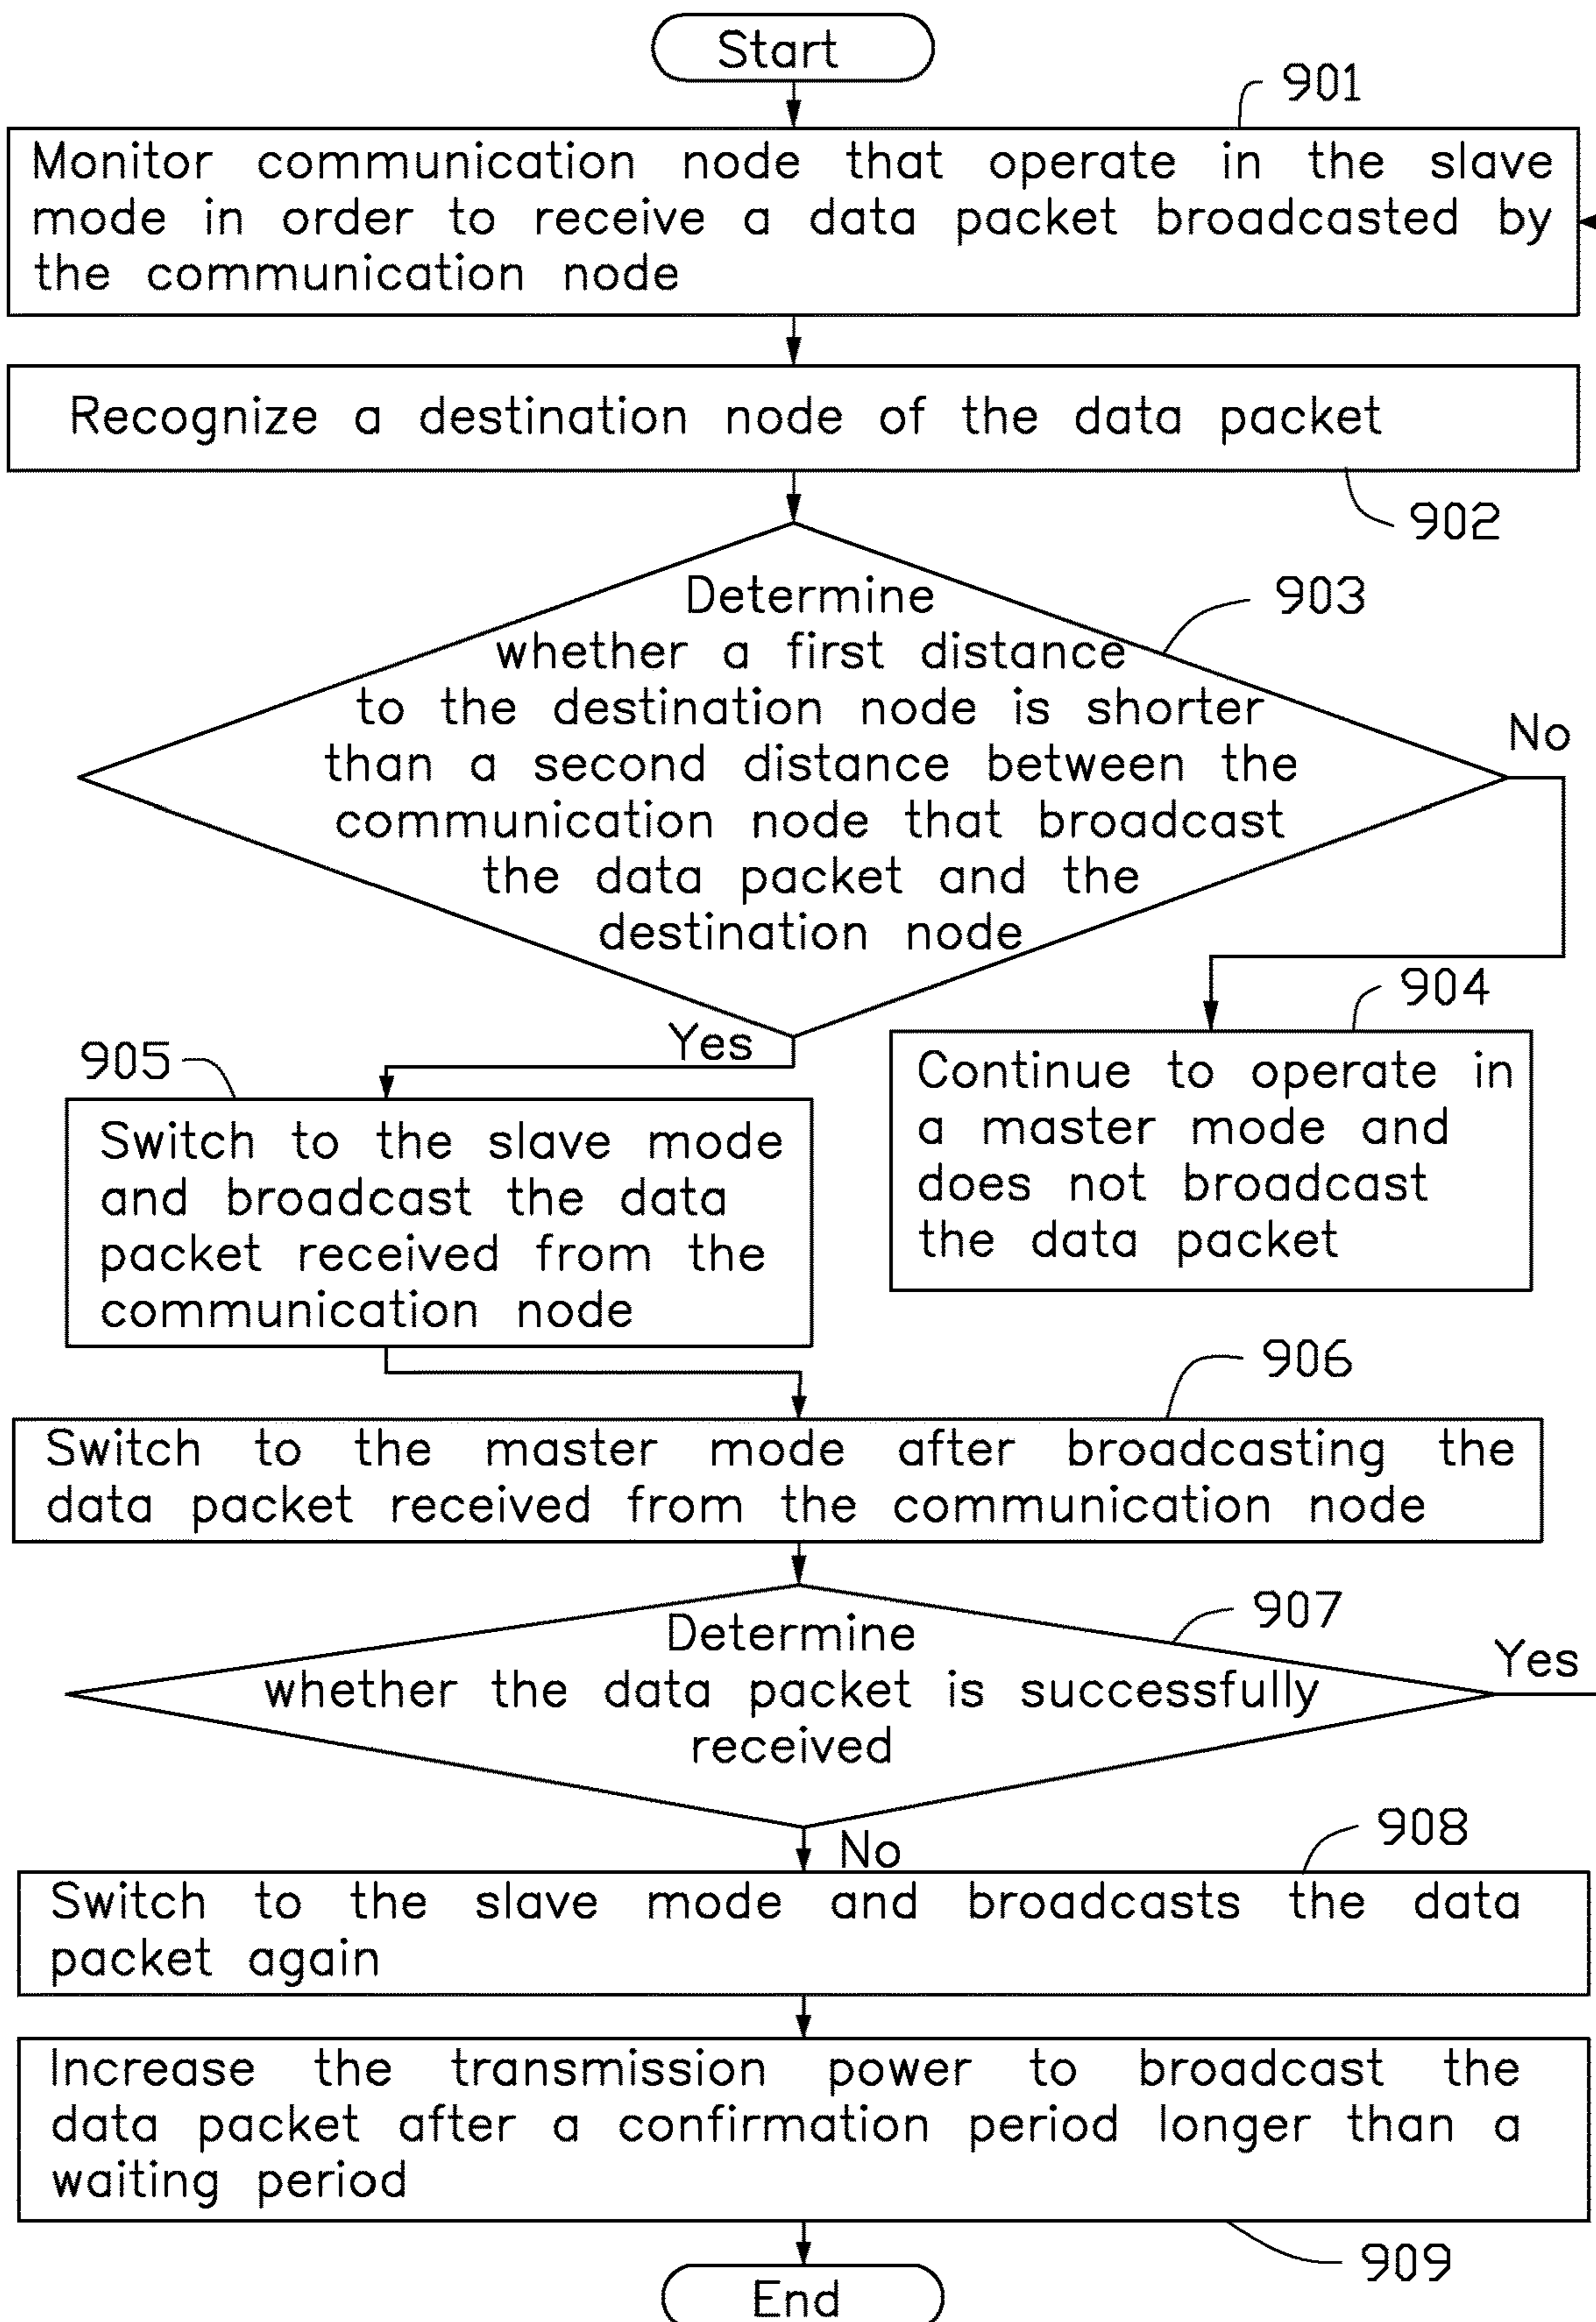 Start
901
Monitor communication node that operate in the slave
mode in order to receive a data packet broadcasted by
the communication node
Recognize a destination node of the data packet
902
903
Determine
whether a first distance
to the destination node is shorter
than a second distance between the
communication node that broadcast
the data packet and the
destination node
No
904
Yes
905
Continue to operate in
a master mode and
does not broadcast
the data packet
Switch to the slave mode
and broadcast the data
packet received from the
communication node
906
Switch to the master mode after broadcasting the
data packet received from the communication node
907
Determine
whether the data packet is successfully
received
Yes
No
908
Switch to the slave mode and broadcasts the data
packet again
Increase the transmission power to broadcast the
data packet after a confirmation period longer than a
waiting period
909
End